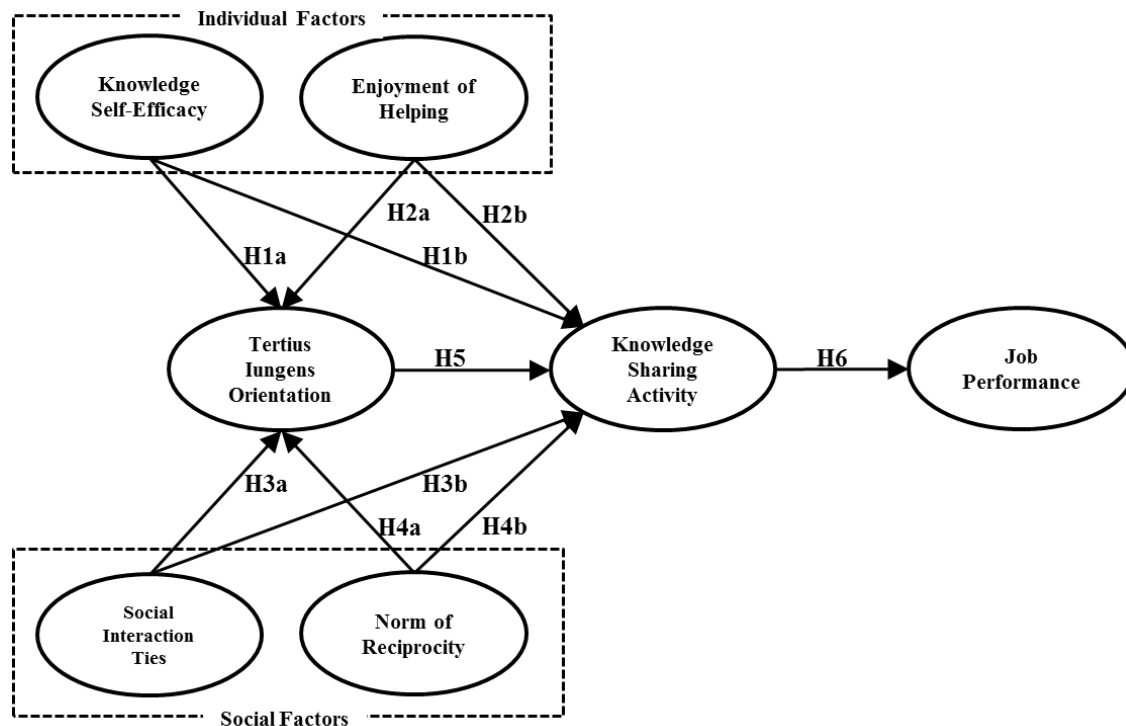 Individual Factors
Knowledge
Self-Efficacy
Enjoyment of
Helping
H1a
H2a
H1b
H2b
Tertius
Iungens
Orientation
H5
Knowledge
Sharing
Activity
H6
Job
Performance
H3a
H4a
H3b
H4b
Social
Interaction
Ties
Norm of
Reciprocity
Social Factors